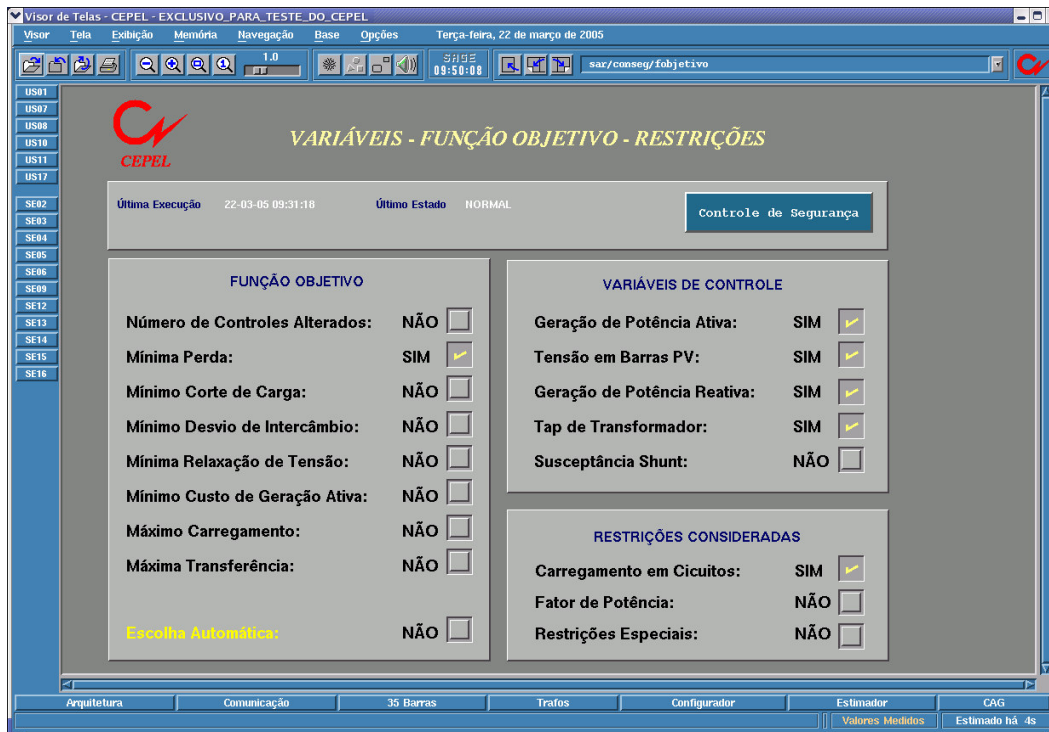 Visor de Telas - CEPEL - EXCLUSIVO_PARA_TESTE_DO_CEPEL
Visor Tela Exibição Memória Navegação Base Opções Terça-feira, 22 de março de 2005
1.0
SAGE
09:50:08
sar/conseg/fobjetivo
US01
US07
US08
US10
US11
US17
SE02
SE03
SE04
SE05
SE06
SE09
SE12
SE13
SE14
SE15
SE16
CEPEL
VARIÁVEIS - FUNÇÃO OBJETIVO - RESTRIÇÕES
Última Execução 22-03-05 09:31:18 Último Estado NORMAL
Controle de Segurança
FUNÇÃO OBJETIVO
Número de Controles Alterados: NÃO
Mínima Perda: SIM
Mínimo Corte de Carga: NÃO
Mínimo Desvio de Intercâmbio: NÃO
Mínima Relaxação de Tensão: NÃO
Mínimo Custo de Geração Ativa: NÃO
Máximo Carregamento: NÃO
Máxima Transferência: NÃO
Escolha Automática: NÃO
VARIÁVEIS DE CONTROLE
Geração de Potência Ativa: SIM
Tensão em Barras PV: SIM
Geração de Potência Reativa: SIM
Tap de Transformador: SIM
Susceptância Shunt: NÃO
RESTRIÇÕES CONSIDERADAS
Carregamento em Cicuitos: SIM
Fator de Potência: NÃO
Restrições Especiais: NÃO
Arquitetura Comunicação 35 Barras Trafos Configurador Estimador CAG
Valores Medidos Estimado há 4s